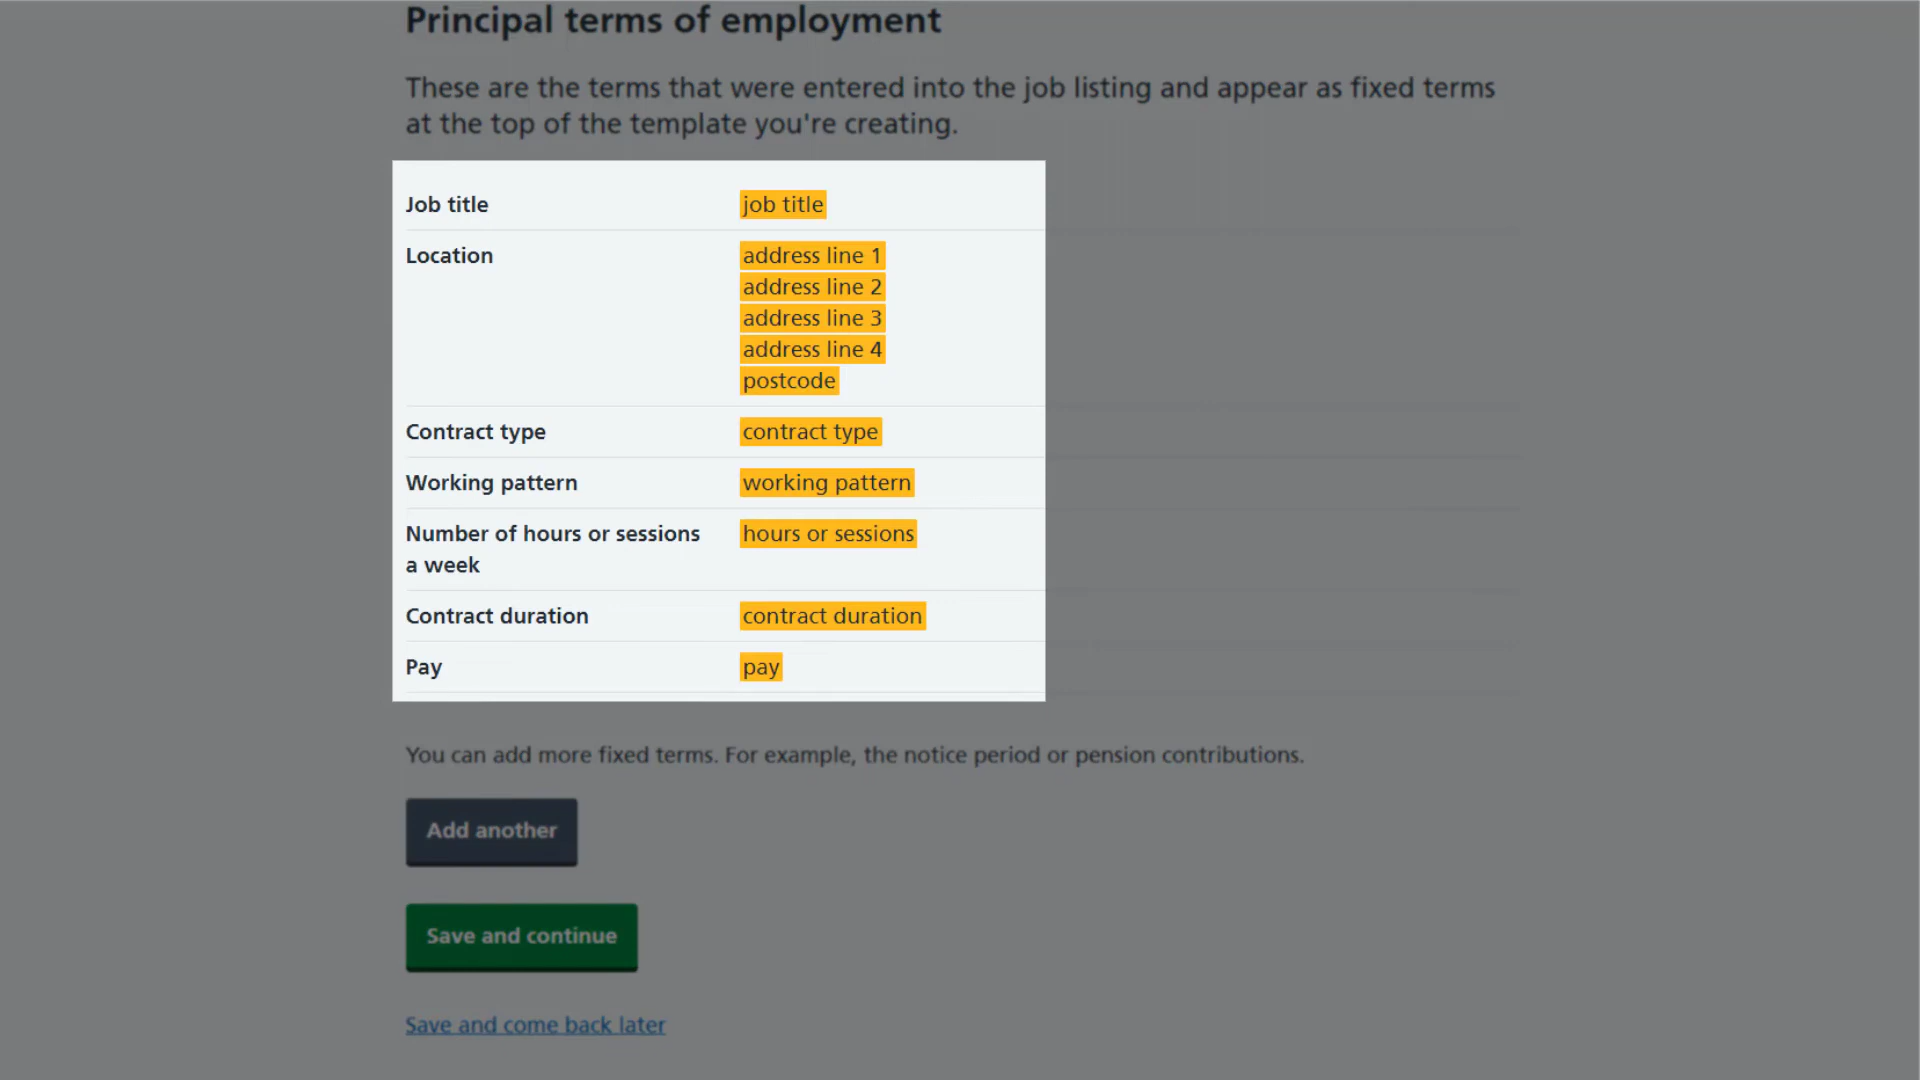 Principal terms of employment
These are the terms that were entered into the job listing and appear as fixed terms
at the top of the template you're creating.
Job title job title
Location address line 1
address line 2
address line 3
address line 4
postcode
Contract type contract type
Working pattern working pattern
Number of hours or sessions hours or sessions
a week
Contract duration contract duration
Pay pay
You can add more fixed terms. For example, the notice period or pension contributions.
Add another
Save and continue
Save and come back later